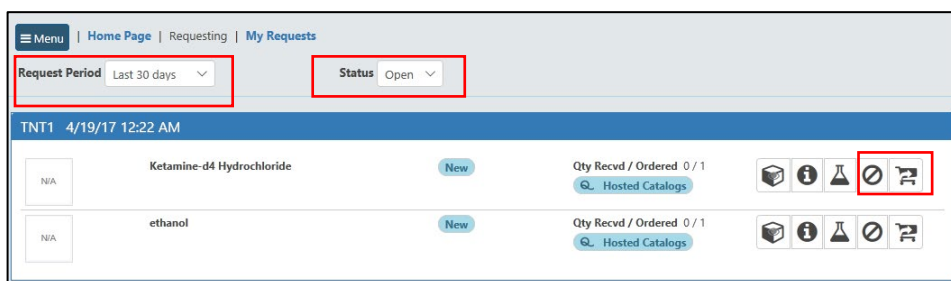 Menu | Home Page | Requesting | My Requests
Request Period Last 30 days Status Open
TNT1 4/19/17 12:22 AM
N/A Ketamine-d4 Hydrochloride New Qty Recvd / Ordered 0 / 1
Hosted Catalogs
N/A ethanol New Qty Recvd / Ordered 0 / 1
Hosted Catalogs